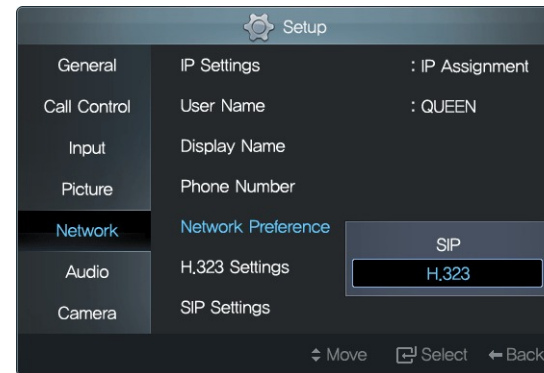 Setup
General
Call Control
Input
Picture
Network
Audio
Camera
IP Settings : IP Assignment
User Name : QUEEN
Display Name
Phone Number
Network Preference
H.323 Settings
SIP Settings
SIP
H.323
Move Select Back